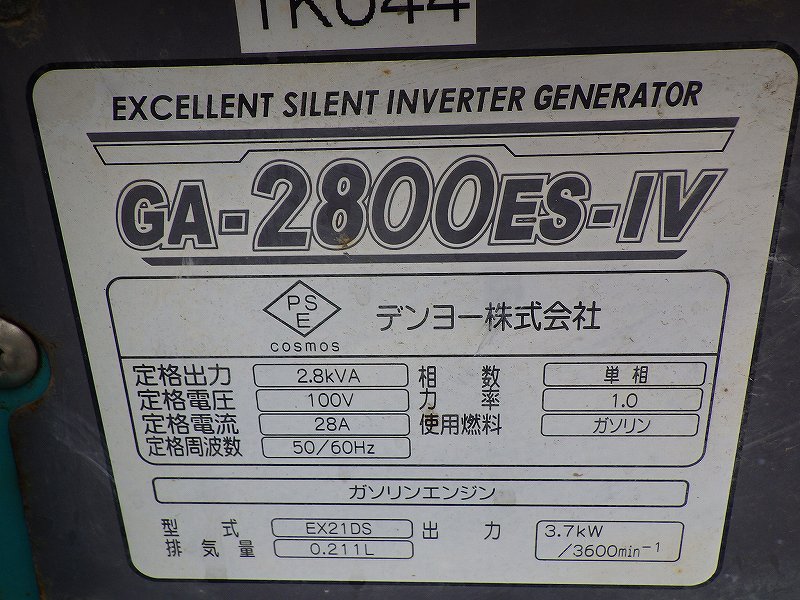 TK044
EXCELLENT SILENT INVERTER GENERATOR
GA-2800ES-IV
PSE
cosmos
デンヨー株式会社
定格出力 2.8kVA 相数 単相
定格電圧 100V 力率 1.0
定格電流 28A 使用燃料 ガソリン
定格周波数 50/60Hz
ガソリンエンジン
型式 EX21DS 出力 3.7kW
排気量 0.211L /3600min⁻¹